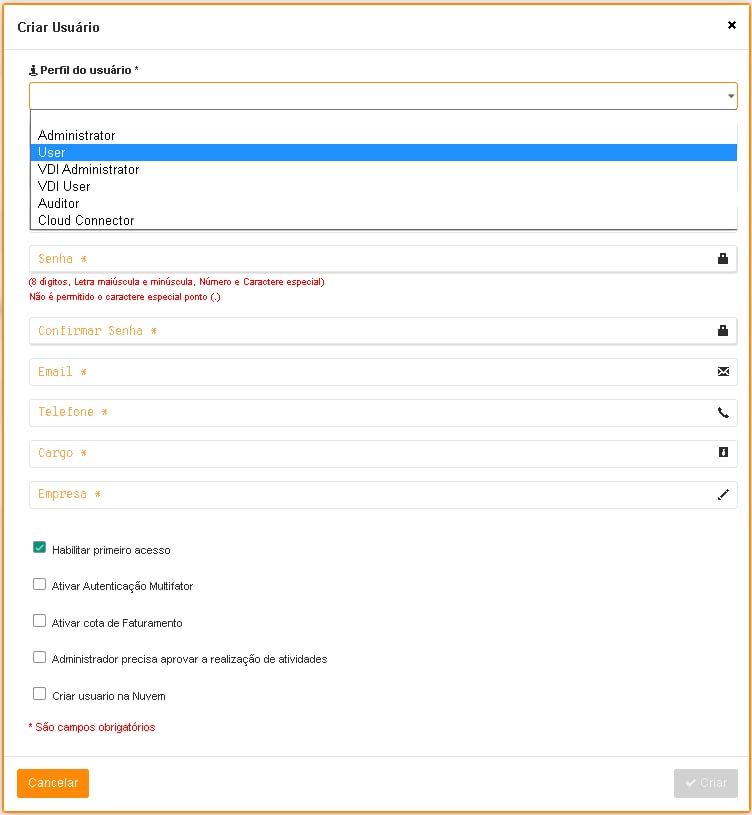 Criar Usuário
Perfil do usuário *
Administrator
User
VDI Administrator
VDI User
Auditor
Cloud Connector
Senha *
(8 digitos, Letra maiúscula e minúscula, Número e Caractere especial)
Não é permitido o caractere especial ponto (.)
Confirmar Senha *
Email *
Telefone *
Cargo *
Empresa *
Habilitar primeiro acesso
Ativar Autenticação Multifator
Ativar cota de Faturamento
Administrador precisa aprovar a realização de atividades
Criar usuario na Nuvem
* São campos obrigatórios
Cancelar
Criar